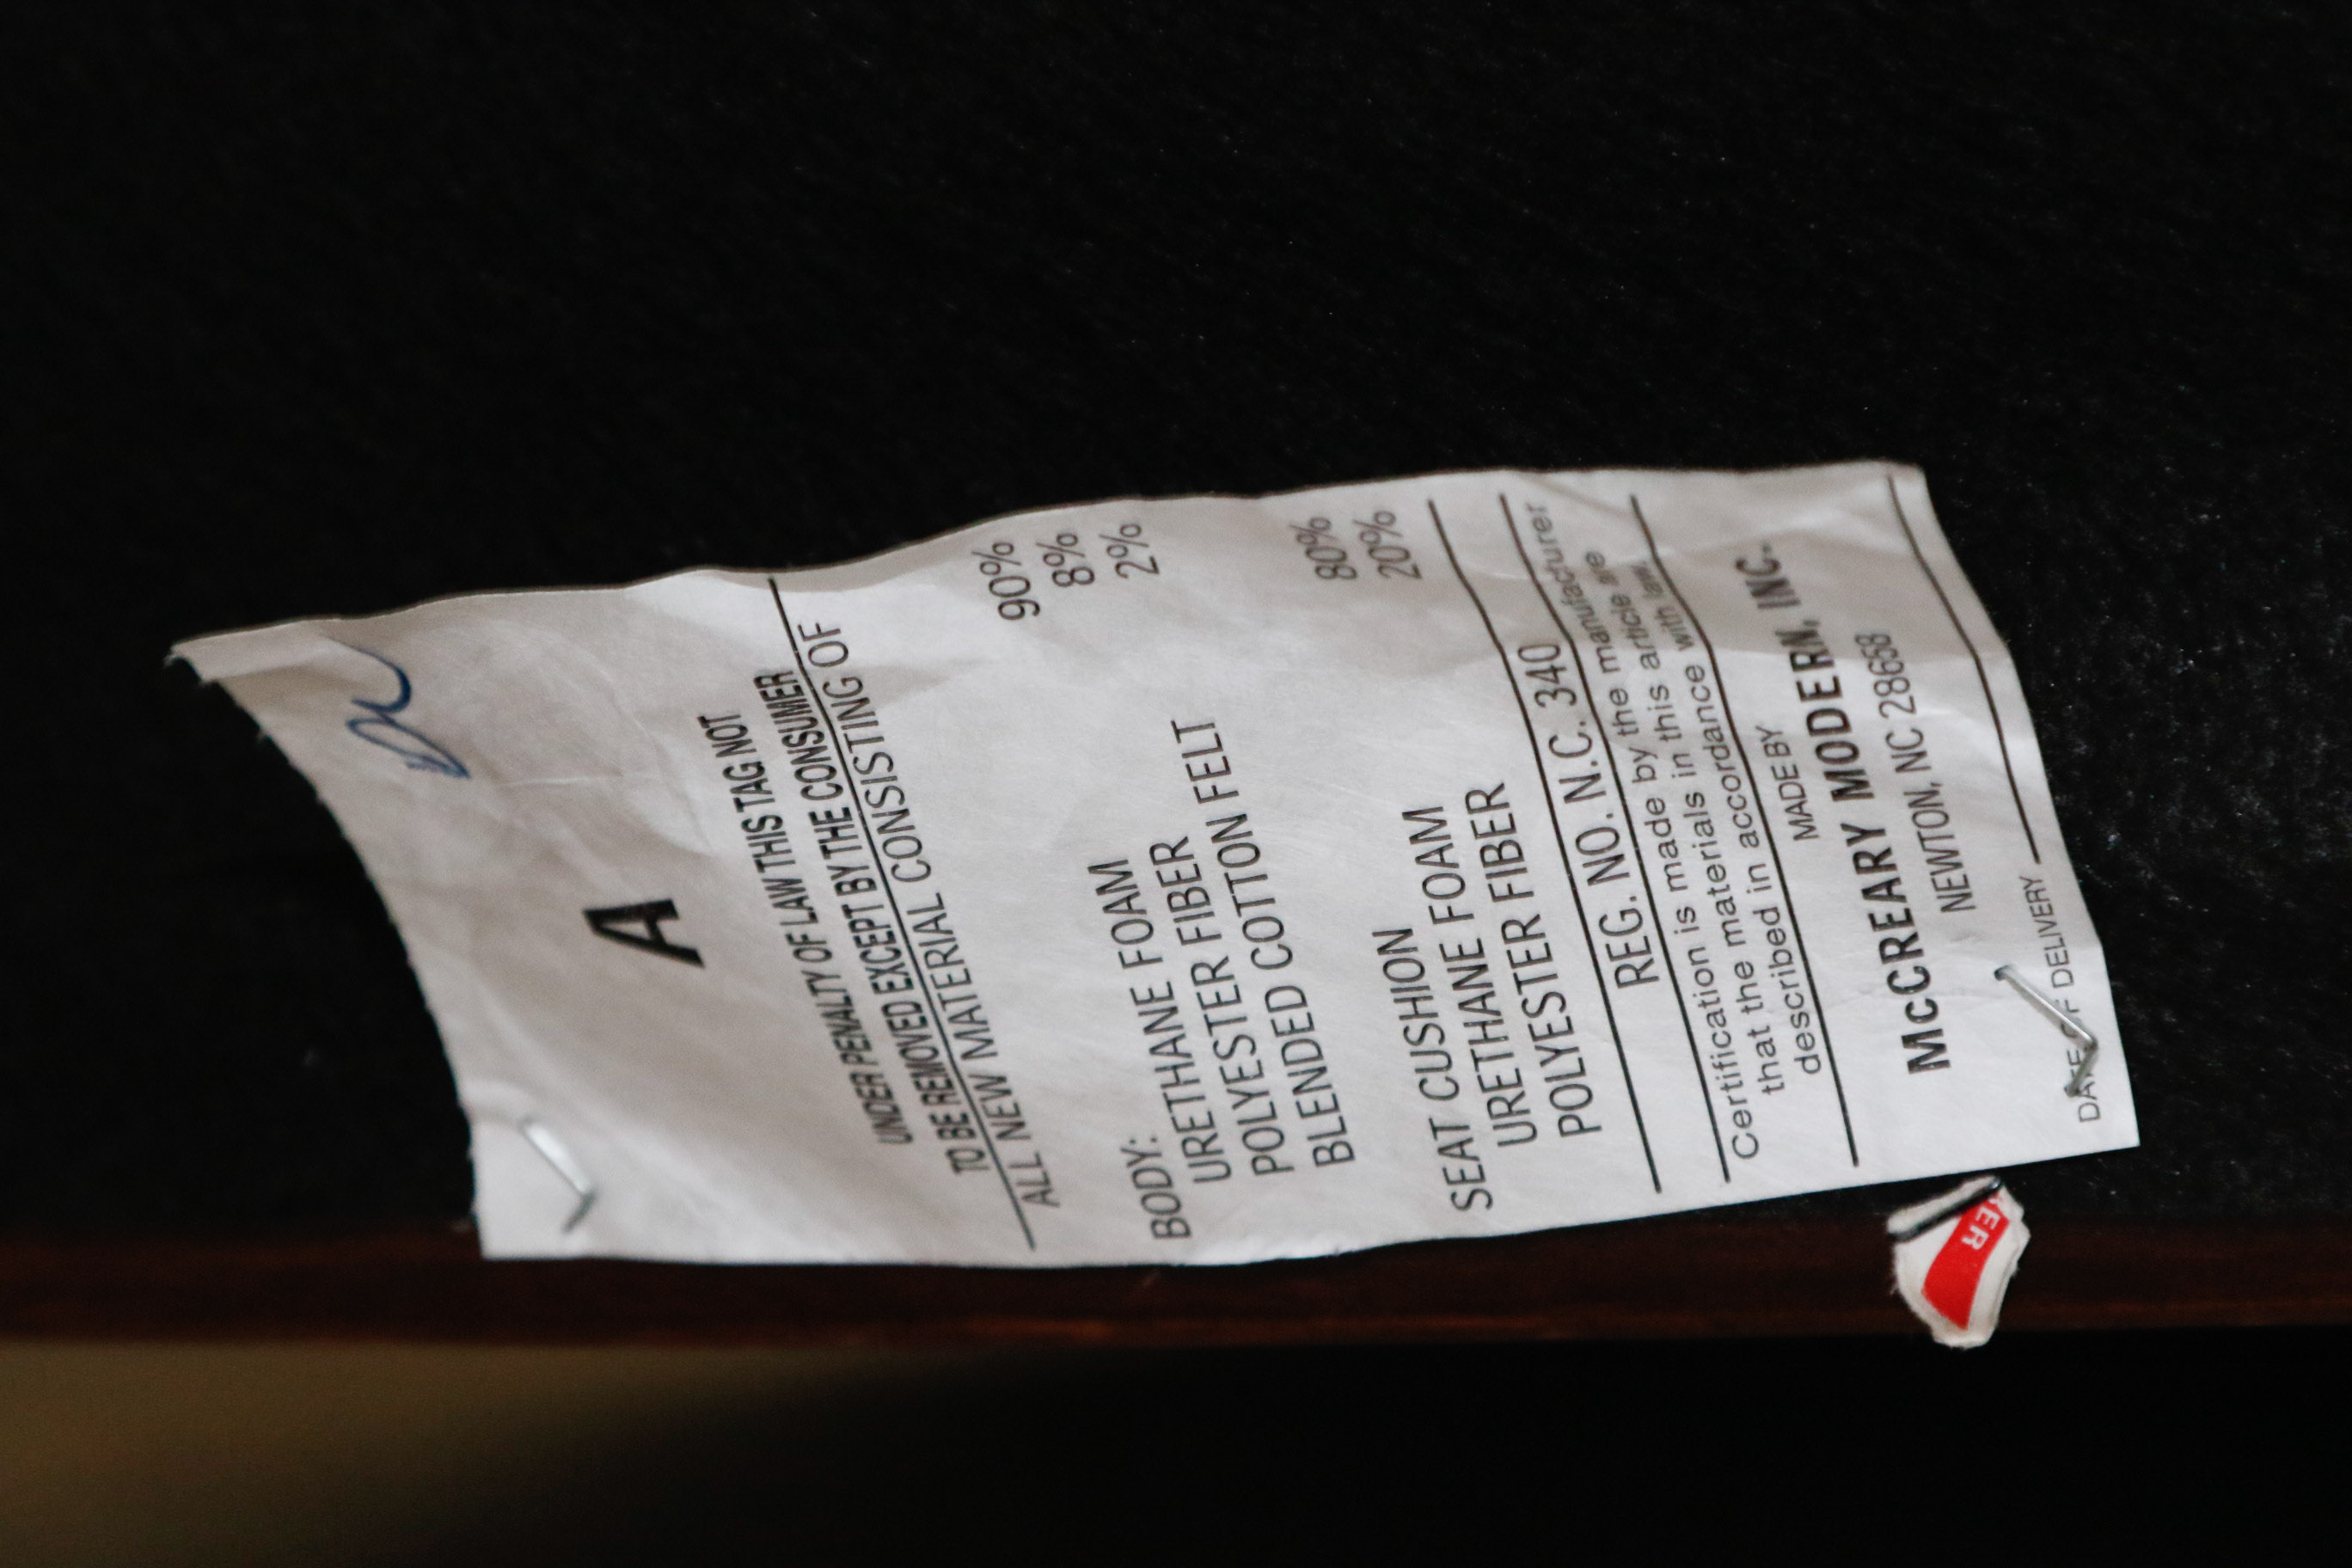 A
UNDER PENALTY OF LAW THIS TAG NOT
TO BE REMOVED EXCEPT BY THE CONSUMER
ALL NEW MATERIAL CONSISTING OF
BODY:
URETHANE FOAM 90%
POLYESTER FIBER 8%
BLENDED COTTON FELT 2%
SEAT CUSHION
URETHANE FOAM 80%
POLYESTER FIBER 20%
REG. NO. N.C. 340
Certification is made by the manufacturer
that the materials in this article are
described in accordance with law.
MADE BY
McCREARY MODERN, INC.
NEWTON, NC 28658
DATE OF DELIVERY
ER